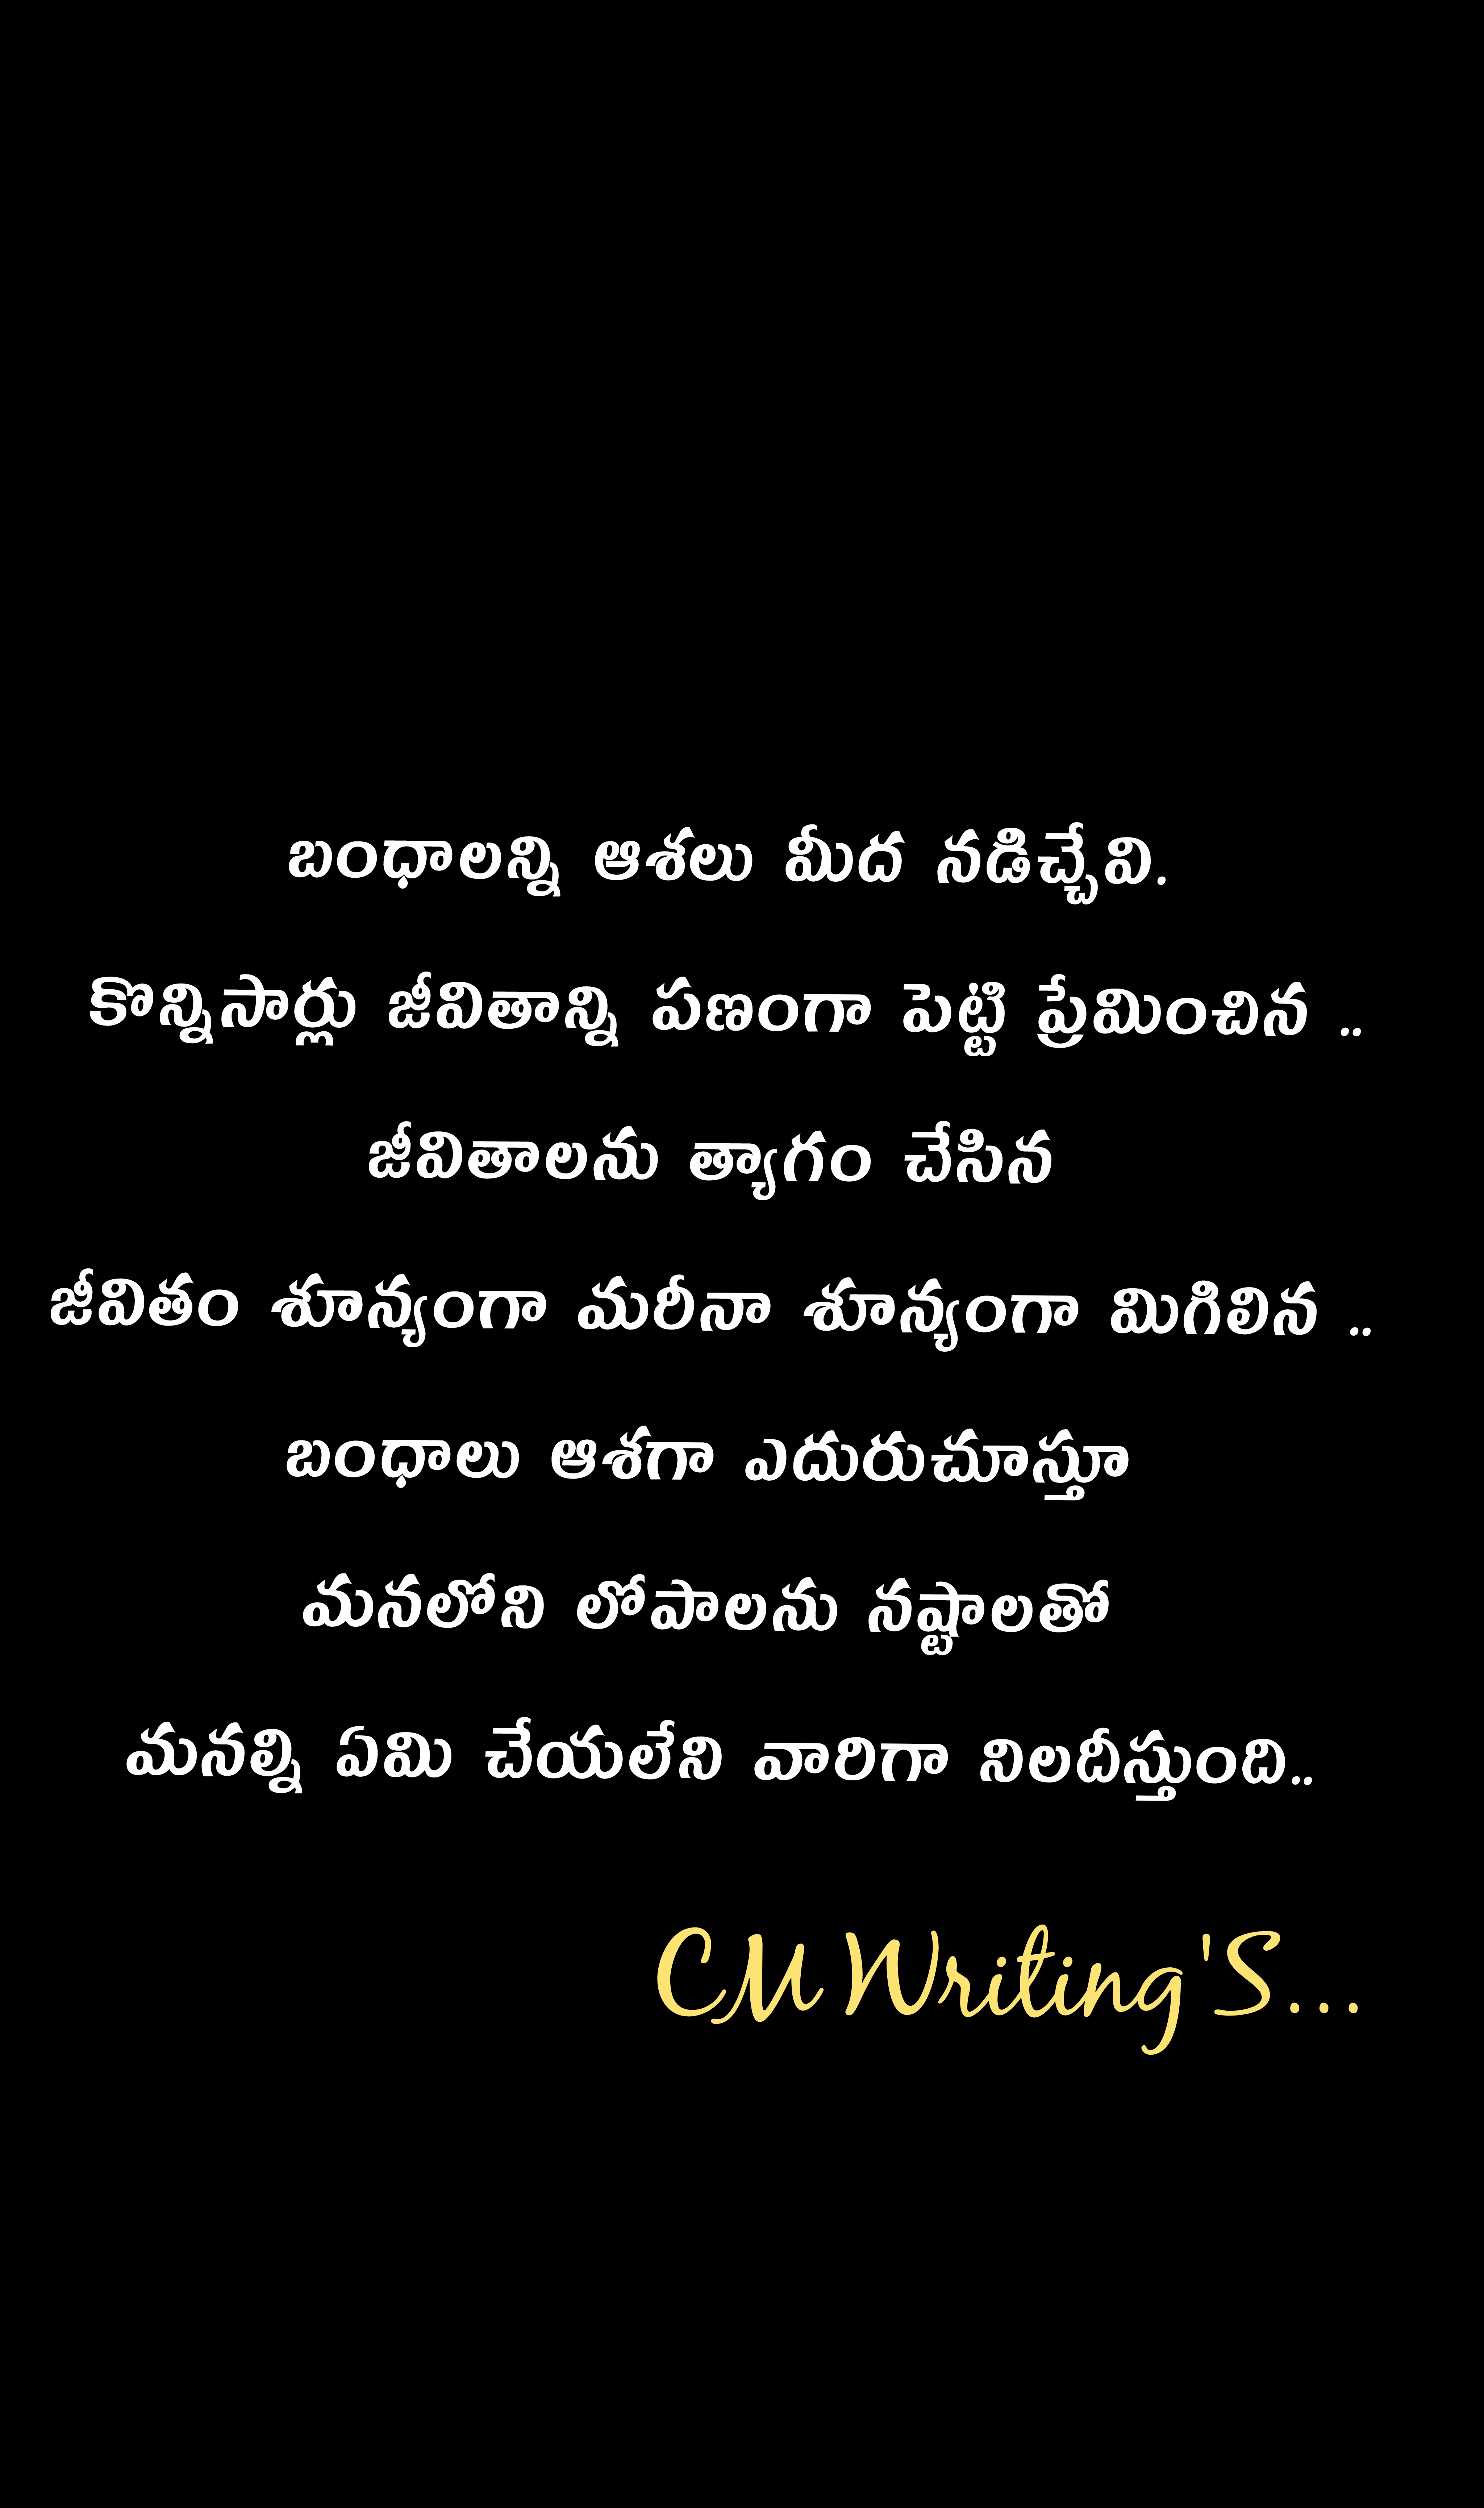 బంధాలన్ని ఆశలు మీద నడిచ్చేవి.
కొన్నిసార్లు జీవితాన్ని పణంగా పెట్టి ప్రేమించిన ..
జీవితాలను త్యాగం చేసిన
జీవితం శూన్యంగా మరినా శూన్యంగా మిగిలిన ..
బంధాలు ఆశగా ఎదురుచూస్తూ
మనలోని లోపాలను నష్టాలతో
మనల్ని ఏమి చేయలేని వారిగా నిలదీస్తుంది..
CM Writing'S...